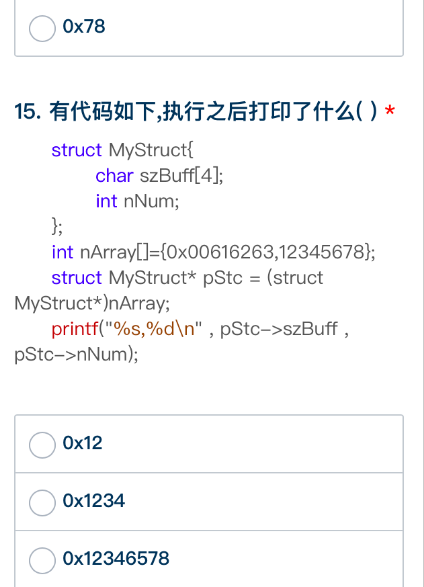 0x78
15. 有代码如下,执行之后打印了什么( ) *
struct MyStruct{
char szBuff[4];
int nNum;
};
int nArray[]={0x00616263,12345678};
struct MyStruct* pStc = (struct
MyStruct*)nArray;
printf("%s,%d\n" , pStc->szBuff ,
pStc->nNum);
0x12
0x1234
0x12346578